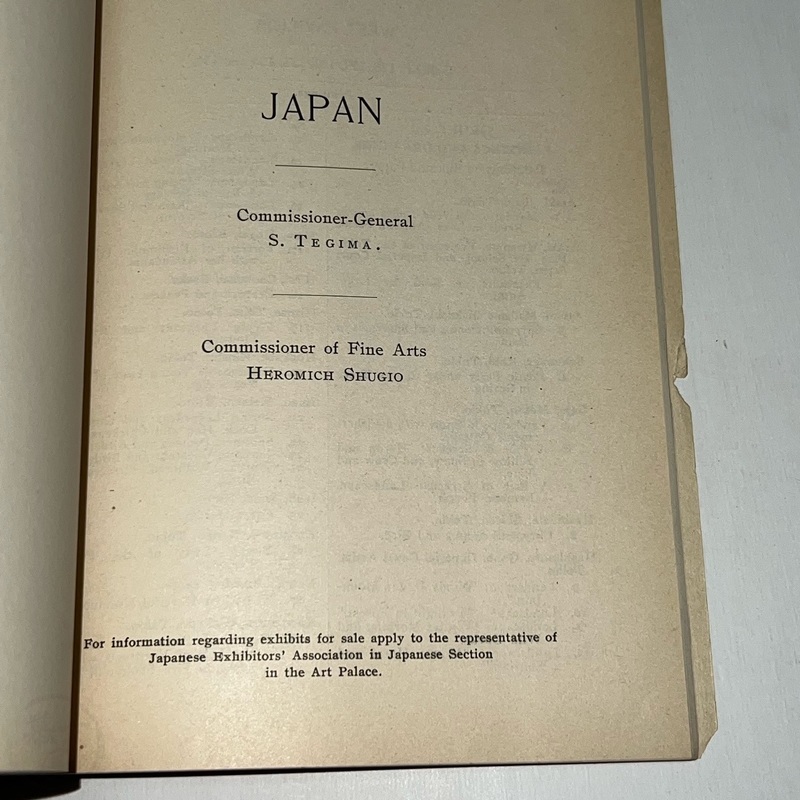 JAPAN
Commissioner-General
S. TEGIMA.
Commissioner of Fine Arts
HEROMICH SHUGIO
For information regarding exhibits for sale apply to the representative of
Japanese Exhibitors' Association in Japanese Section
in the Art Palace.